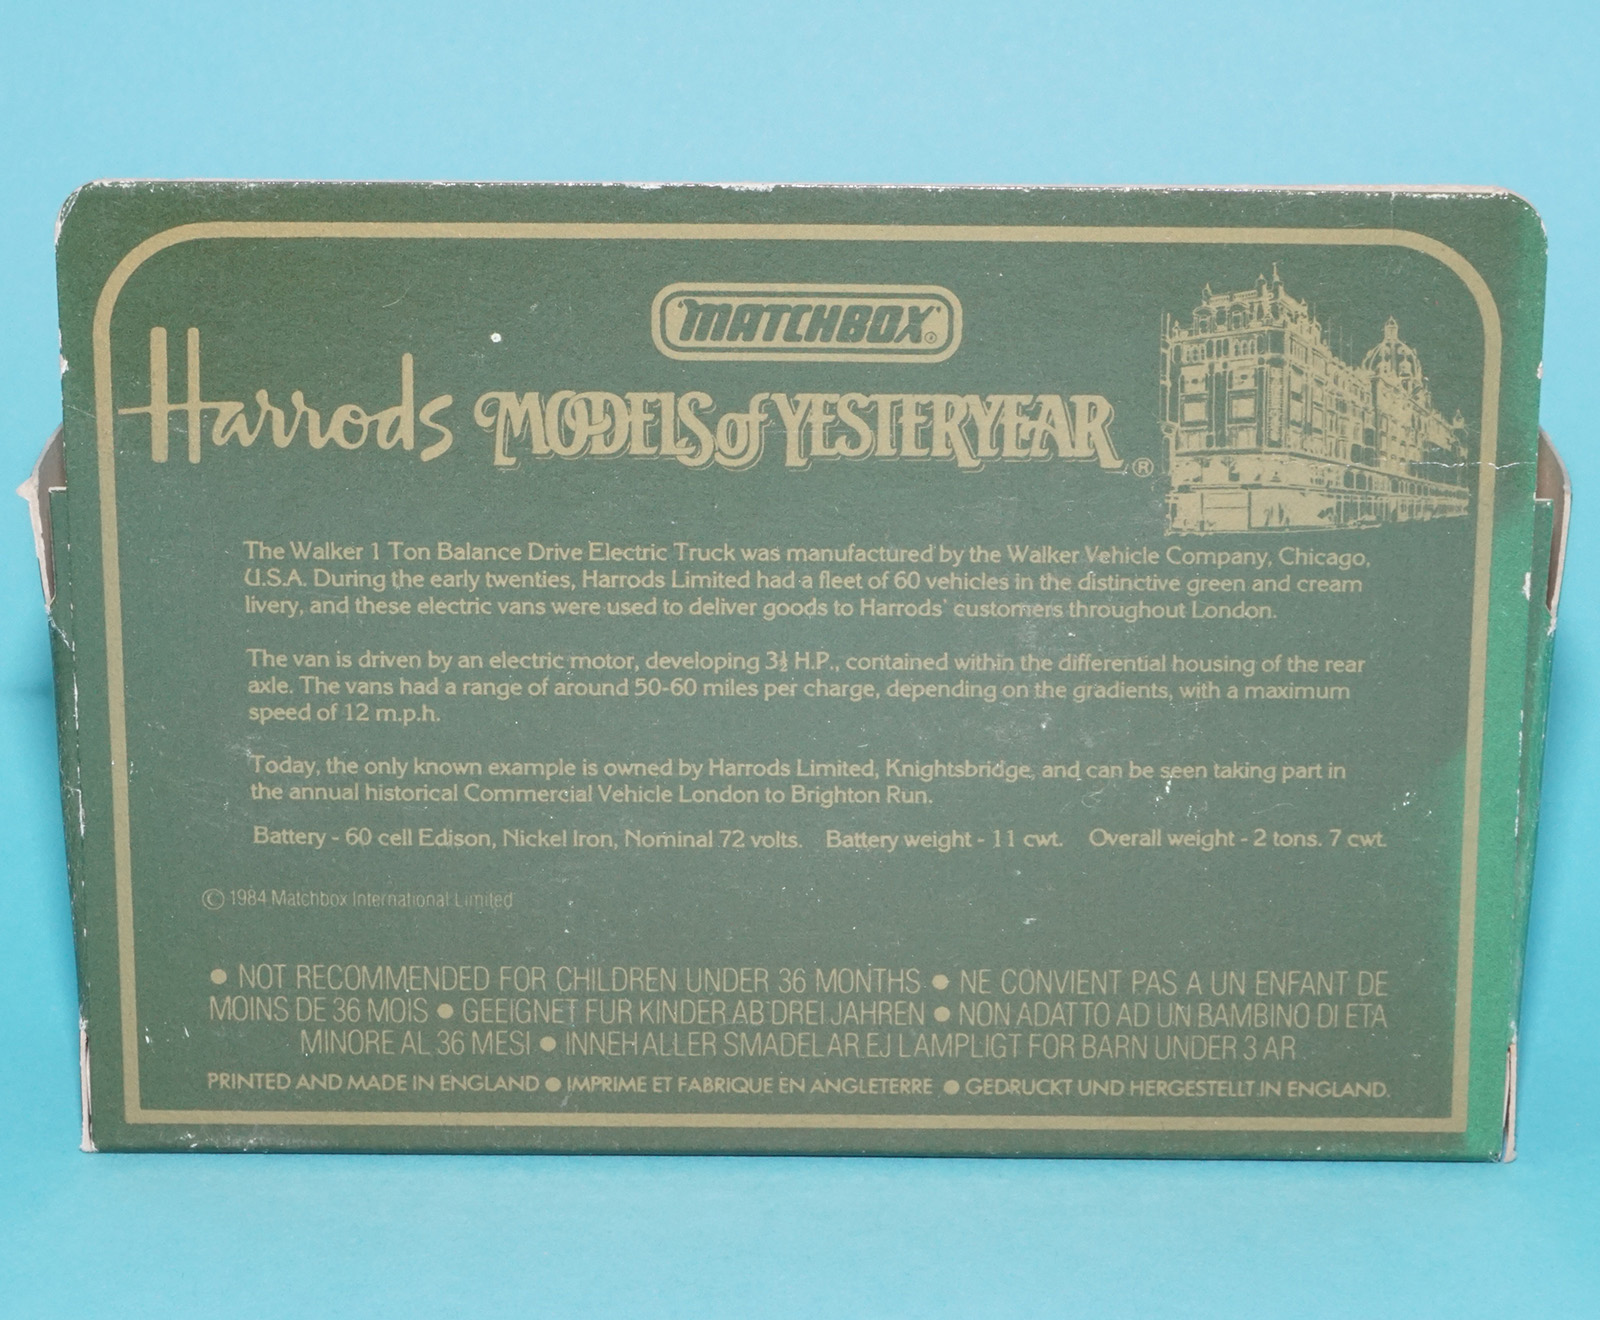 "MATCHBOX"®
Harrods MODELS of YESTERYEAR ®
The Walker 1 Ton Balance Drive Electric Truck was manufactured by the Walker Vehicle Company, Chicago,
U.S.A. During the early twenties, Harrods Limited had a fleet of 60 vehicles in the distinctive green and cream
livery, and these electric vans were used to deliver goods to Harrods' customers throughout London.
The van is driven by an electric motor, developing 3½ H.P., contained within the differential housing of the rear
axle. The vans had a range of around 50-60 miles per charge, depending on the gradients, with a maximum
speed of 12 m.p.h.
Today, the only known example is owned by Harrods Limited, Knightsbridge, and can be seen taking part in
the annual historical Commercial Vehicle London to Brighton Run.
Battery - 60 cell Edison, Nickel Iron, Nominal 72 volts. Battery weight - 11 cwt. Overall weight - 2 tons. 7 cwt.
© 1984 Matchbox International Limited
● NOT RECOMMENDED FOR CHILDREN UNDER 36 MONTHS ● NE CONVIENT PAS A UN ENFANT DE
MOINS DE 36 MOIS ● GEEIGNET FUR KINDER AB DREI JAHREN ● NON ADATTO AD UN BAMBINO DI ETA
MINORE AL 36 MESI ● INNEHALLER SMADELAR EJ LAMPLIGT FOR BARN UNDER 3 AR
PRINTED AND MADE IN ENGLAND ● IMPRIME ET FABRIQUE EN ANGLETERRE ● GEDRUCKT UND HERGESTELLT IN ENGLAND.